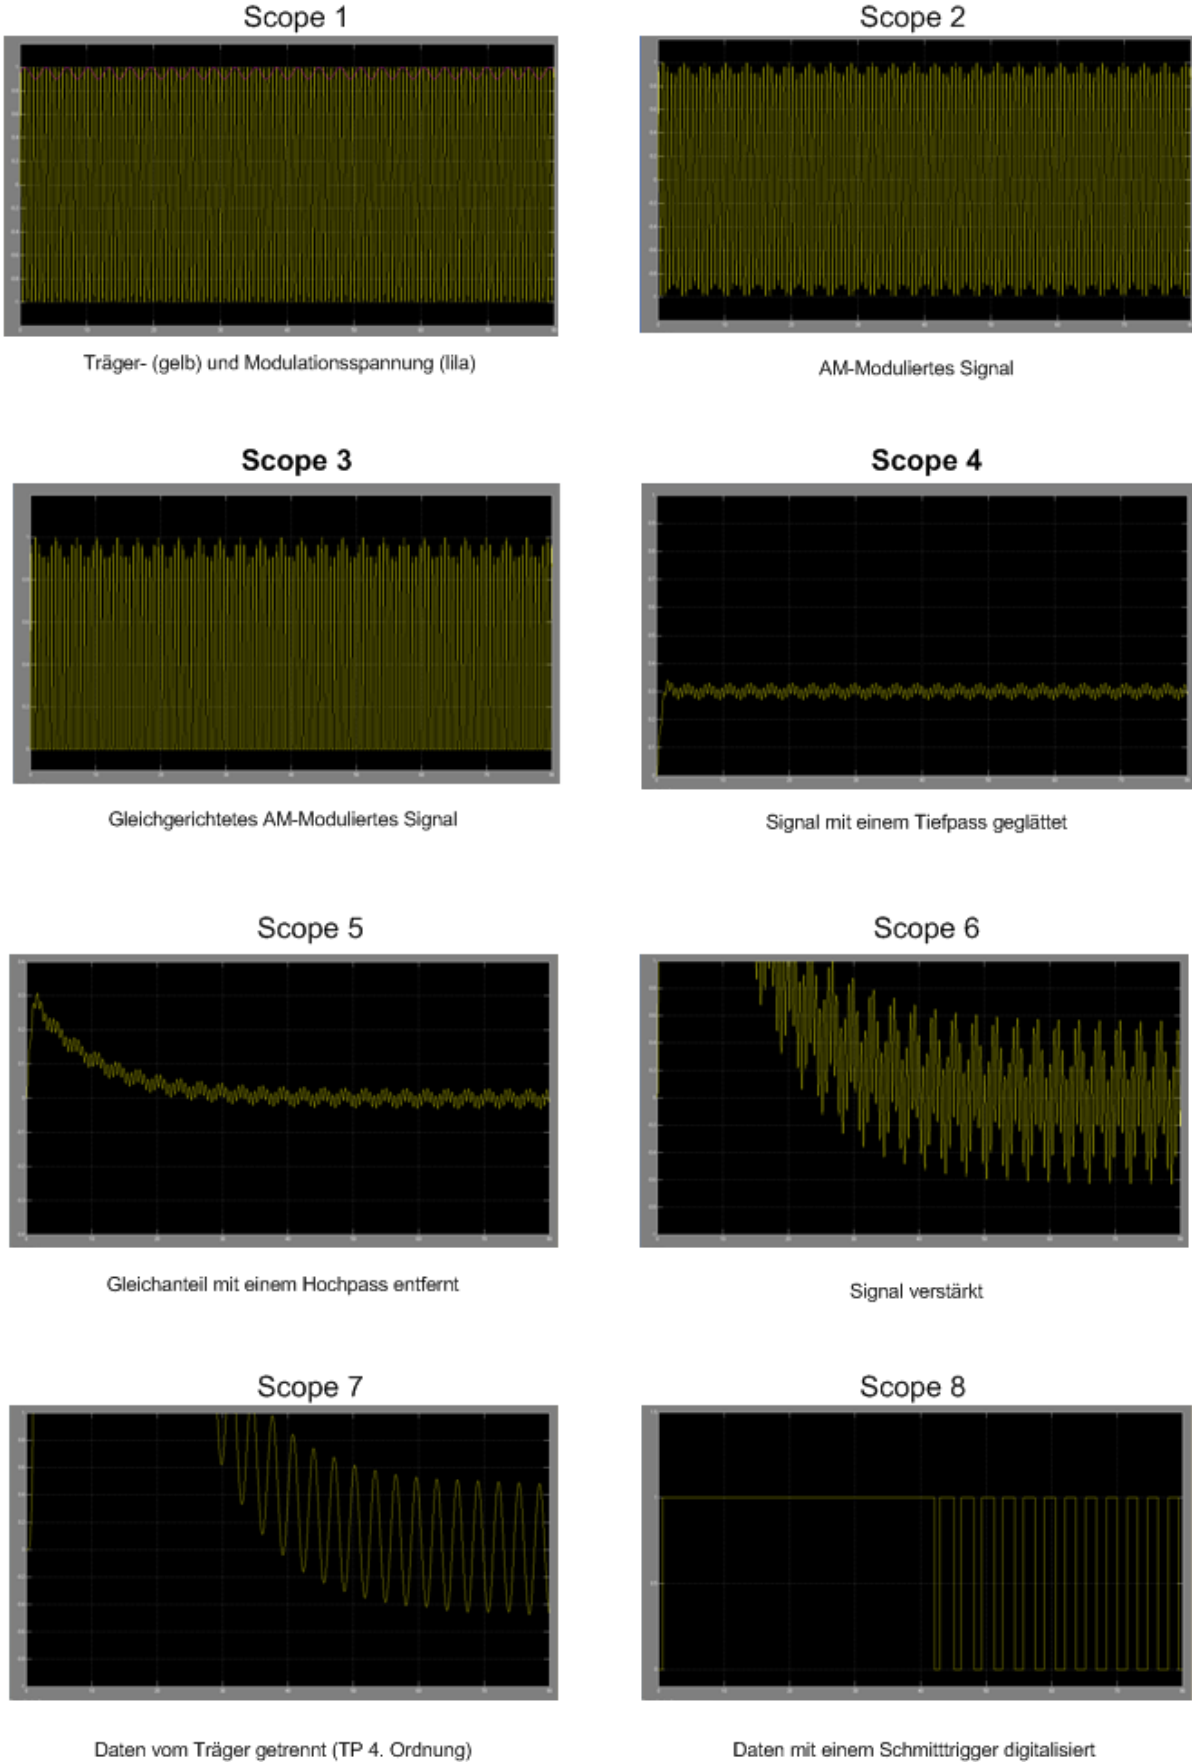 Scope 1
Scope 2
Träger- (gelb) und Modulationsspannung (lila)
AM-Moduliertes Signal
Scope 3
Scope 4
Gleichgerichtetes AM-Moduliertes Signal
Signal mit einem Tiefpass geglättet
Scope 5
Scope 6
Gleichanteil mit einem Hochpass entfernt
Signal verstärkt
Scope 7
Scope 8
Daten vom Träger getrennt (TP 4. Ordnung)
Daten mit einem Schmitttrigger digitalisiert